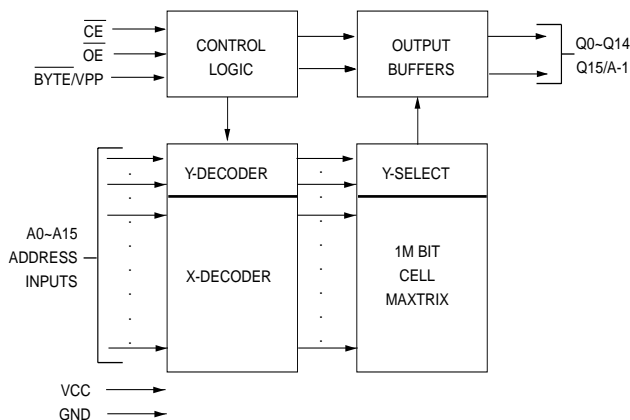 CE
OE
BYTE/VPP
CONTROL
LOGIC
OUTPUT
BUFFERS
Q0~Q14
Q15/A-1
A0~A15
ADDRESS
INPUTS
Y-DECODER
X-DECODER
Y-SELECT
1M BIT
CELL
MAXTRIX
VCC
GND